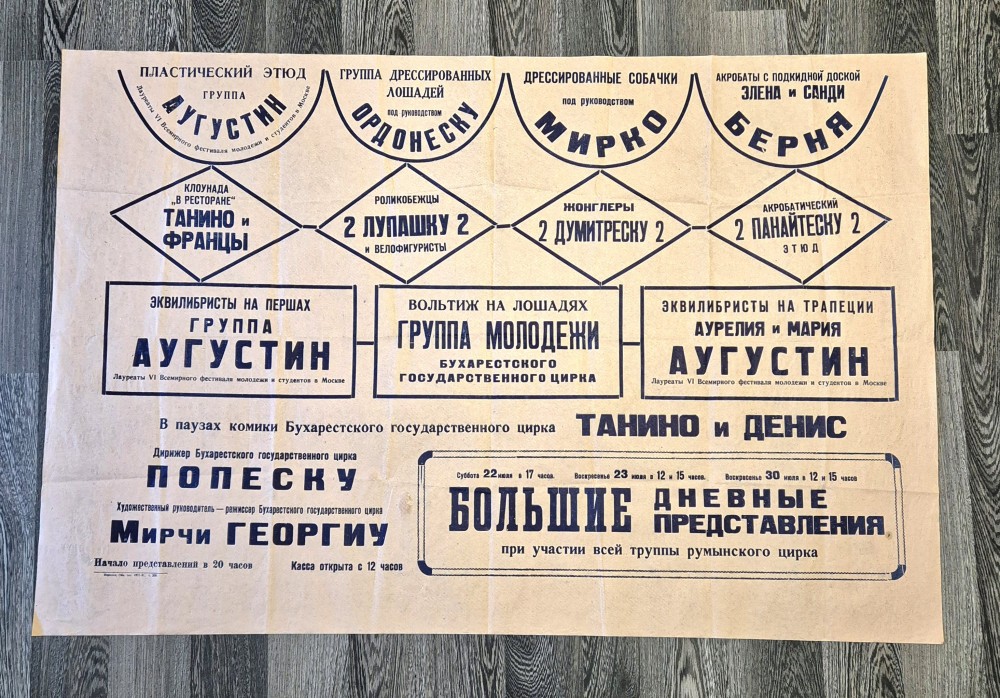 ПЛАСТИЧЕСКИЙ ЭТЮД
ГРУППА
АУГУСТИН
Лауреаты VI Всемирного фестиваля молодежи и студентов в Москве
ГРУППА ДРЕССИРОВАННЫХ
ЛОШАДЕЙ
под руководством
ОРДОНЕСКУ
ДРЕССИРОВАННЫЕ СОБАЧКИ
под руководством
МИРКО
АКРОБАТЫ С ПОДКИДНОЙ ДОСКОЙ
ЭЛЕНА и САНДИ
БЕРНЯ
КЛОУНАДА
„В РЕСТОРАНЕ"
ТАНИНО и
ФРАНЦЫ
РОЛИКОБЕЖЦЫ
2 ЛУПАШКУ 2
И ВЕЛОФИГУРИСТЫ
ЖОНГЛЕРЫ
2 ДУМИТРЕСКУ 2
АКРОБАТИЧЕСКИЙ
2 ПАНАЙТЕСКУ 2
ЭТЮД
ЭКВИЛИБРИСТЫ НА ПЕРШАХ
ГРУППА
АУГУСТИН
Лауреаты VI Всемирного фестиваля молодежи и студентов в Москве
ВОЛЬТИЖ НА ЛОШАДЯХ
ГРУППА МОЛОДЕЖИ
БУХАРЕСТСКОГО
ГОСУДАРСТВЕННОГО ЦИРКА
ЭКВИЛИБРИСТЫ НА ТРАПЕЦИИ
АУРЕЛИЯ и МАРИЯ
АУГУСТИН
Лауреаты VI Всемирного фестиваля молодежи и студентов в Москве
В паузах комики Бухарестского государственного цирка ТАНИНО и ДЕНИС
Дирижер Бухарестского государственного цирка
ПОПЕСКУ
Художественный руководитель — режиссер Бухарестского государственного цирка
Мирчи ГЕОРГИУ
Начало представлений в 20 часов Касса открыта с 12 часов
Суббота 22 июля в 17 часов. Воскресенье 23 июля в 12 и 15 часов. Воскресенье 30 июля в 12 и 15 часов
БОЛЬШИЕ ДНЕВНЫЕ
ПРЕДСТАВЛЕНИЯ
при участии всей труппы румынского цирка